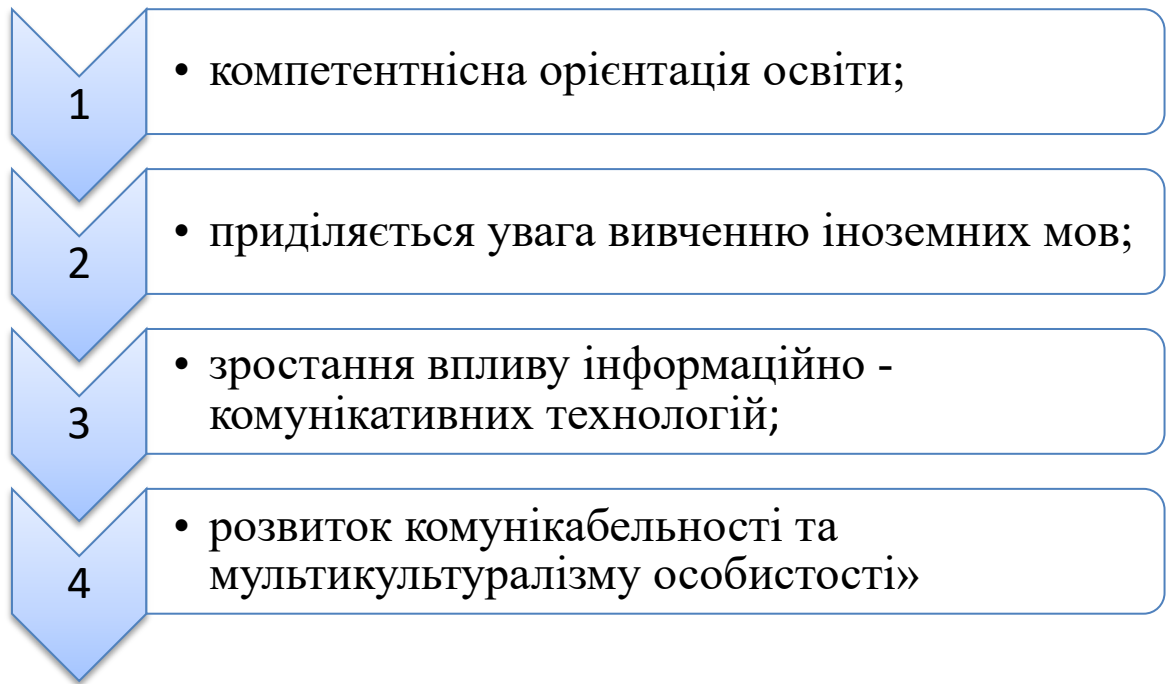 1
• компетентнісна орієнтація освіти;
2
• приділяється увага вивченню іноземних мов;
3
• зростання впливу інформаційно -
комунікативних технологій;
4
• розвиток комунікабельності та
мультикультуралізму особистості»